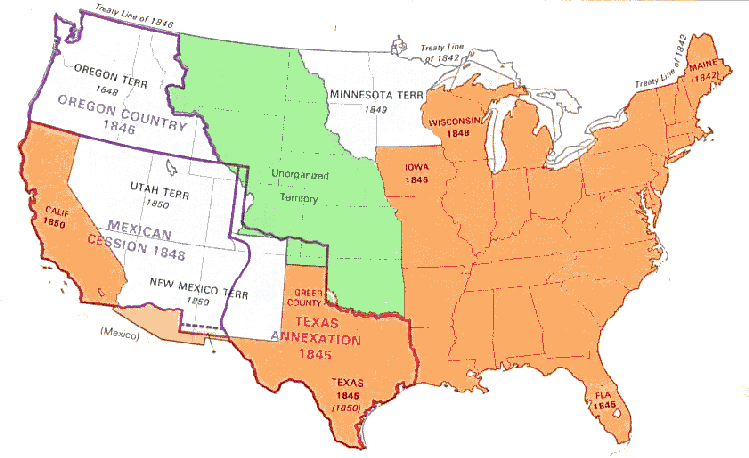 Treaty Line of 1846
Treaty Line
of 1842
Treaty Line of 1842
MAINE
(1842)
OREGON TERR
1848
OREGON COUNTRY
1846
MINNESOTA TERR
1849
WISCONSIN
1848
IOWA
1846
Unorganized
Territory
UTAH TERR
1850
CALIF
1850
MEXICAN
CESSION 1848
NEW MEXICO TERR
1850
GREER
COUNTY
TEXAS
ANNEXATION
1845
(Mexico)
TEXAS
1845
(1850)
FLA
1845